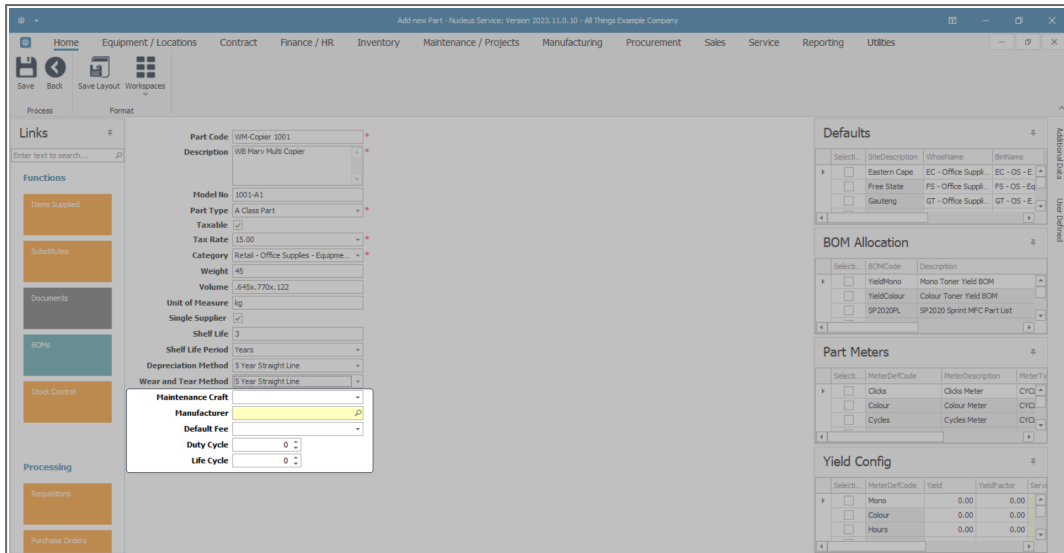 Add new Part - Nucleus Service: Version 2023.11.0.10 - All Things Example Company
Home Equipment / Locations Contract Finance / HR Inventory Maintenance / Projects Manufacturing Procurement Sales Service Reporting Utilities
Save Back Save Layout Workspaces
Process Format
Links
Enter text to search...
Functions
Items Supplied
Substitutes
Documents
BOMs
Stock Control
Processing
Requisitions
Purchase Orders
Part Code WM-Copier 1001 *
Description WB Marv Multi Copier *
Model No 1001-A1
Part Type A Class Part *
Taxable
Tax Rate 15.00 *
Category Retail - Office Supplies - Equipme... *
Weight 45
Volume .645x.770x.122
Unit of Measure kg
Single Supplier
Shelf Life 3
Shelf Life Period Years
Depreciation Method 5 Year Straight Line
Wear and Tear Method 5 Year Straight Line
Maintenance Craft
Manufacturer
Default Fee
Duty Cycle 0
Life Cycle 0
Defaults
Selecti... SiteDescription WhseName BinName
Eastern Cape EC - Office Suppli... EC - OS - E...
Free State FS - Office Suppli... FS - OS - Eq
Gauteng GT - Office Suppli... GT - OS - E...
BOM Allocation
Selecti... BOMCode Description
YieldMono Mono Toner Yield BOM
YieldColour Colour Toner Yield BOM
SP2020PL SP2020 Sprint MFC Part List
Part Meters
Selecti... MeterDefCode MeterDescription MeterTy
Clicks Clicks Meter CYCL
Colour Colour Meter CYCL
Cycles Cycles Meter CYCL
Yield Config
Selecti... MeterDefCode Yield YieldFactor Servi
Mono 0.00 0.00
Colour 0.00 0.00
Hours 0.00 0.00
Additional Data
User Defined